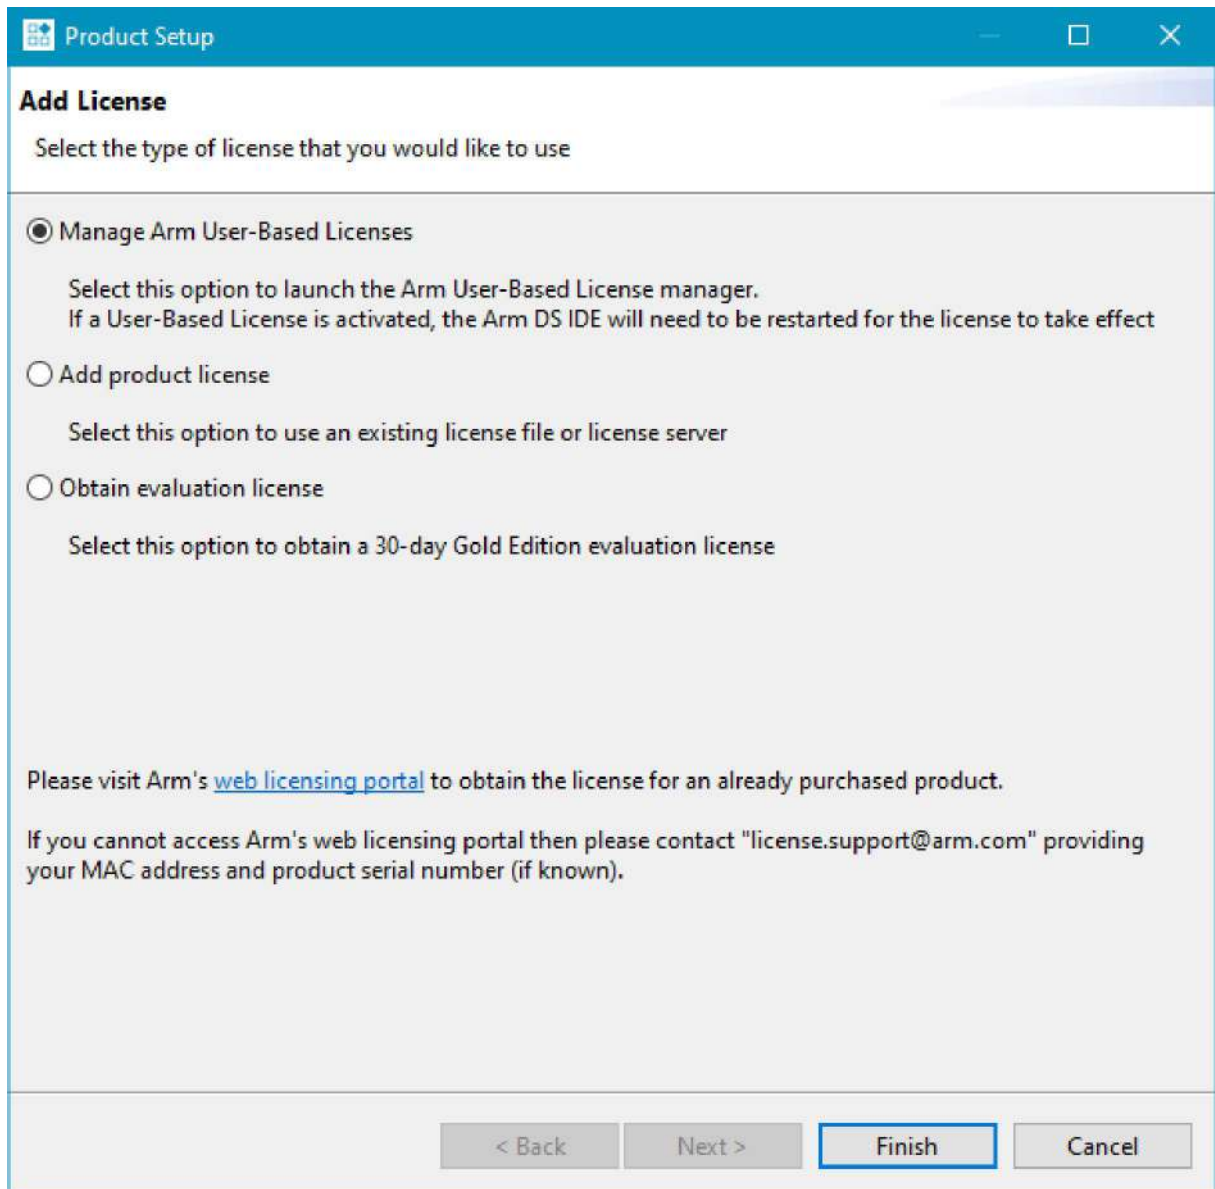 Product Setup
Add License
Select the type of license that you would like to use
Manage Arm User-Based Licenses
Select this option to launch the Arm User-Based License manager.
If a User-Based License is activated, the Arm DS IDE will need to be restarted for the license to take effect
Add product license
Select this option to use an existing license file or license server
Obtain evaluation license
Select this option to obtain a 30-day Gold Edition evaluation license
Please visit Arm's web licensing portal to obtain the license for an already purchased product.
If you cannot access Arm's web licensing portal then please contact "license.support@arm.com" providing
your MAC address and product serial number (if known).
< Back
Next >
Finish
Cancel